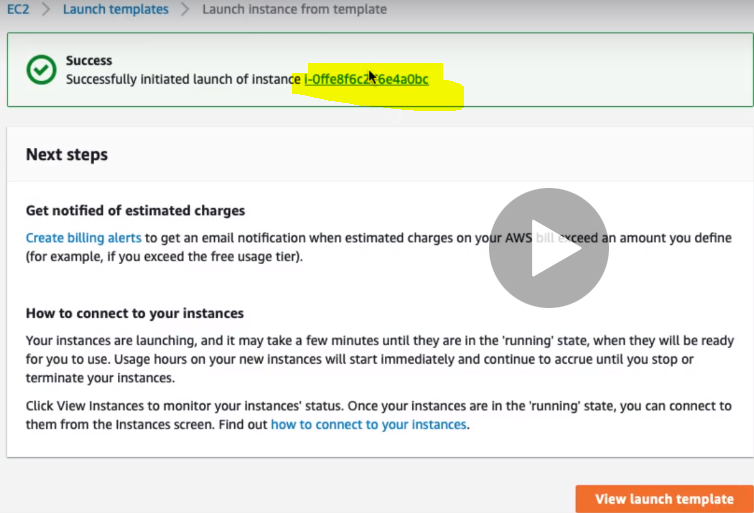 EC2 > Launch templates > Launch instance from template
Success
Successfully initiated launch of instance
Next steps
Get notified of estimated charges
Create billing alerts to get an email notification when estimated charges on your AWS bill exceed an amount you define
(for example, if you exceed the free usage tier).
How to connect to your instances
Your instances are launching, and it may take a few minutes until they are in the 'running' state, when they will be ready
for you to use. Usage hours on your new instances will start immediately and continue to accrue until you stop or
terminate your instances.
Click View Instances to monitor your instances' status. Once your instances are in the 'running' state, you can connect to
them from the Instances screen. Find out how to connect to your instances.
View launch template